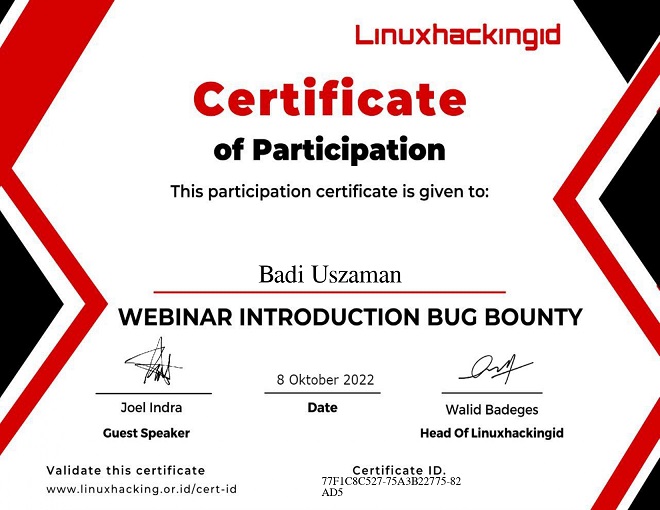 Linuxhackingid
Certificate
of Participation
This participation certificate is given to:
Badi Uszaman
WEBINAR INTRODUCTION BUG BOUNTY
8 Oktober 2022
Joel Indra
Date
Walid Badeges
Guest Speaker
Head Of Linuxhackingid
Validate this certificate
Certificate ID.
www.linuxhacking.or.id/cert-id
77F1C8C527-75A3B22775-82
AD5